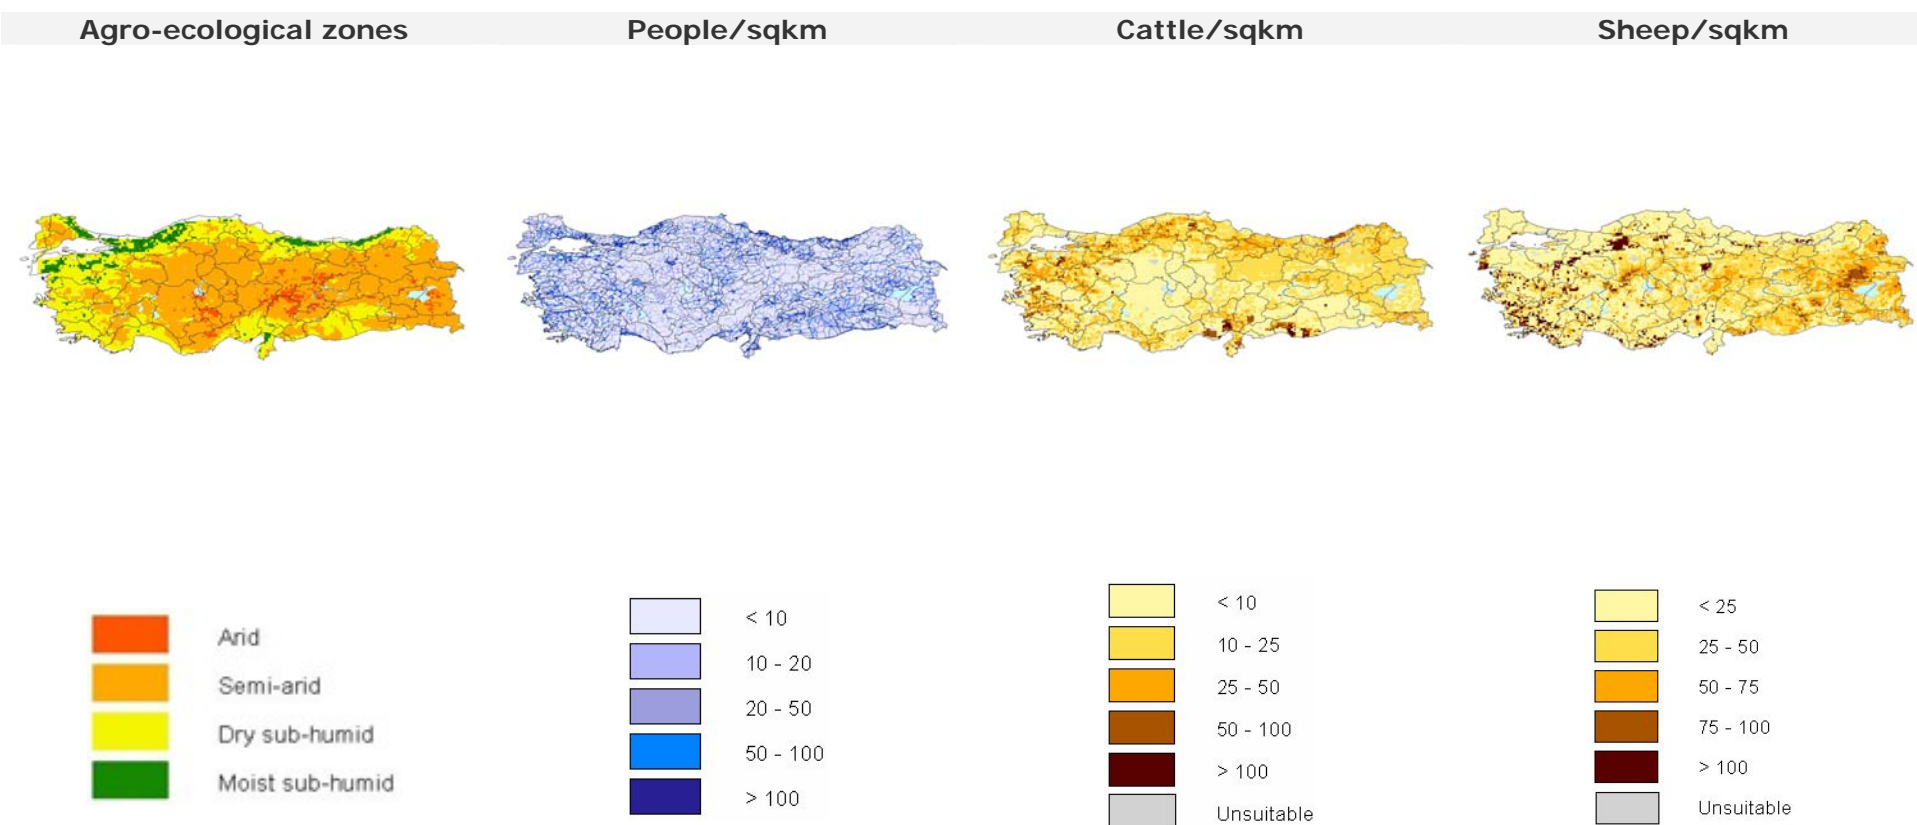 Agro-ecological zones People/sqkm Cattle/sqkm Sheep/sqkm
Arid
Semi-arid
Dry sub-humid
Moist sub-humid
< 10
10 - 20
20 - 50
50 - 100
> 100
< 10
10 - 25
25 - 50
50 - 100
> 100
Unsuitable
< 25
25 - 50
50 - 75
75 - 100
> 100
Unsuitable